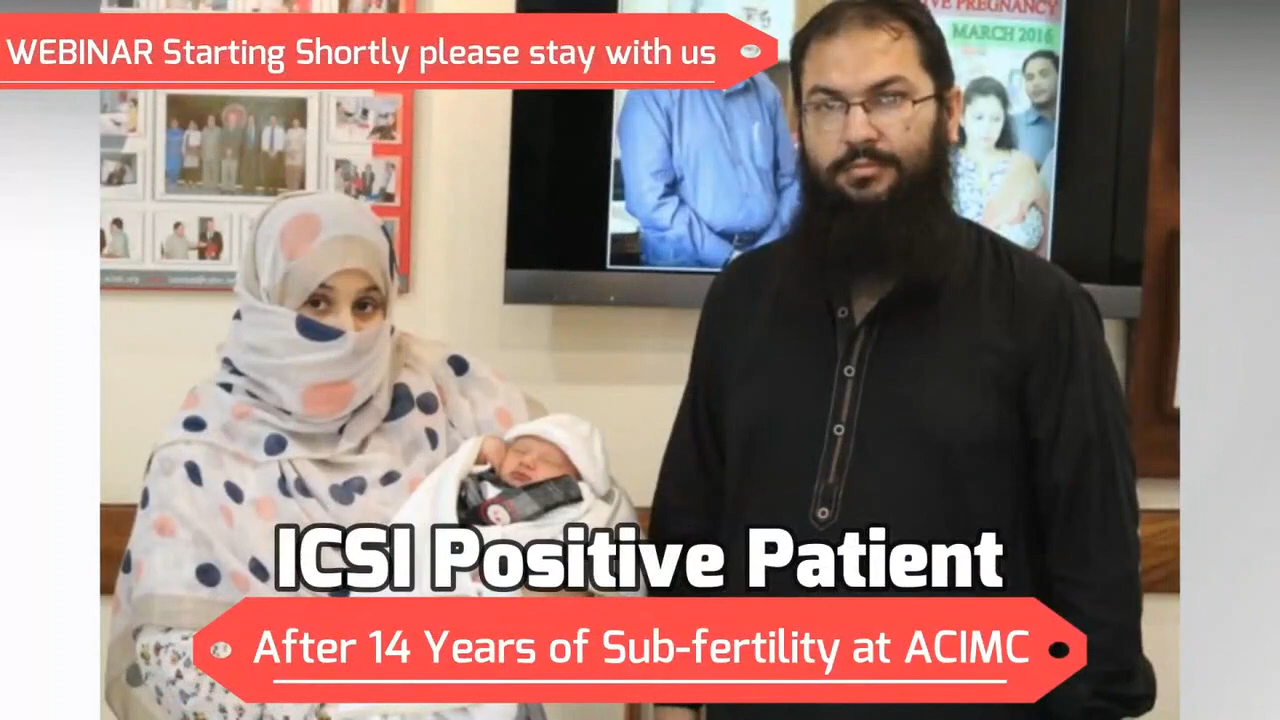 WEBINAR Starting Shortly please stay with us
IVE PREGNANCY
MARCH 2016
ICSI Positive Patient
After 14 Years of Sub-fertility at ACIMC